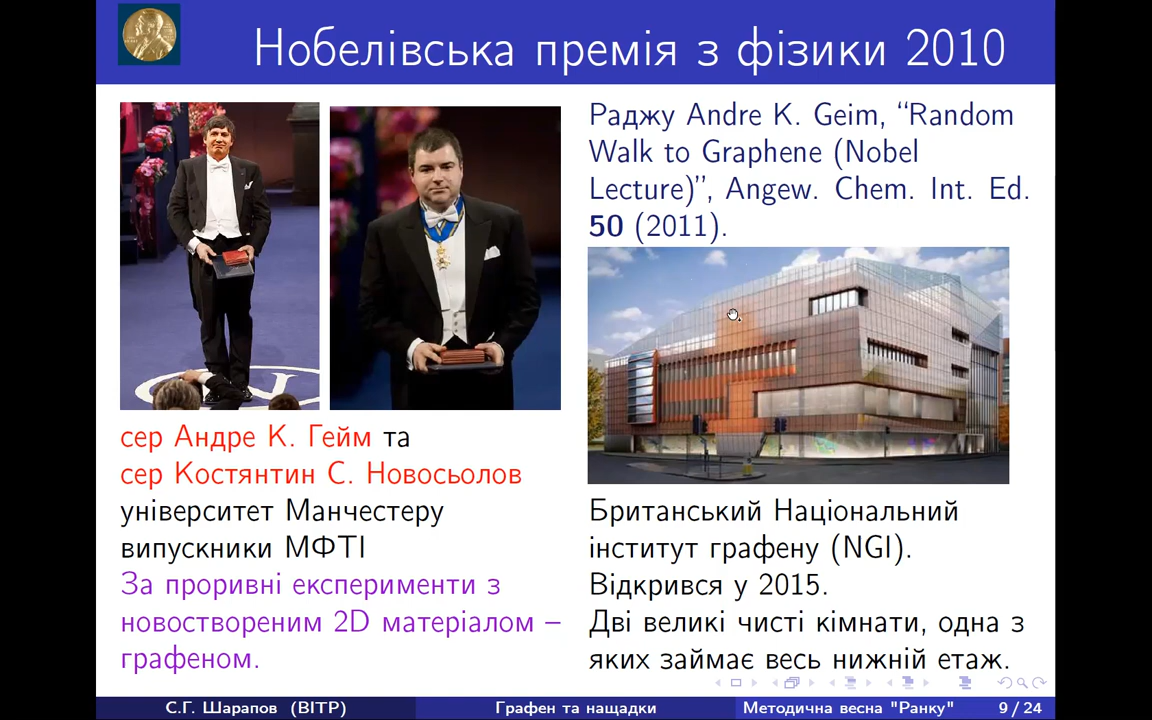 Нобелівська премія з фізики 2010
сер Андре К. Гейм та
сер Костянтин С. Новосьолов
університет Манчестеру
випускники МФТІ
За проривні експерименти з
новоствореним 2D матеріалом –
графеном.
Раджу Andre K. Geim, “Random
Walk to Graphene (Nobel
Lecture)”, Angew. Chem. Int. Ed.
50 (2011).
Британський Національний
інститут графену (NGI).
Відкрився у 2015.
Дві великі чисті кімнати, одна з
яких займає весь нижній етаж.
С.Г. Шарапов (ВІТР)
Графен та нащадки
Методична весна "Ранку"
9 / 24